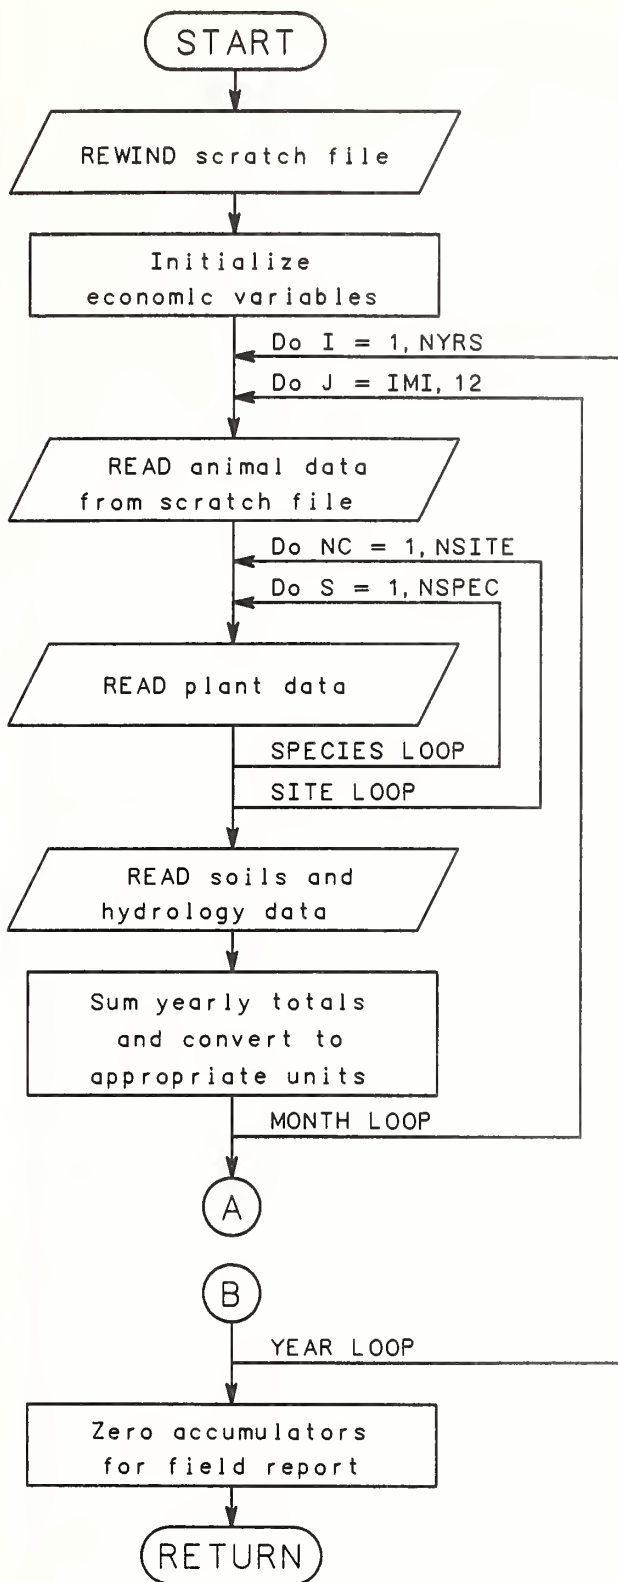 START
REWIND scratch file
Initialize
economic variables
Do I = 1, NYRS
Do J = IMI, 12
READ animal data
from scratch file
Do NC = 1, NSITE
Do S = 1, NSPEC
READ plant data
SPECIES LOOP
SITE LOOP
READ soils and
hydrology data
Sum yearly totals
and convert to
appropriate units
MONTH LOOP
A
B
YEAR LOOP
Zero accumulators
for field report
RETURN